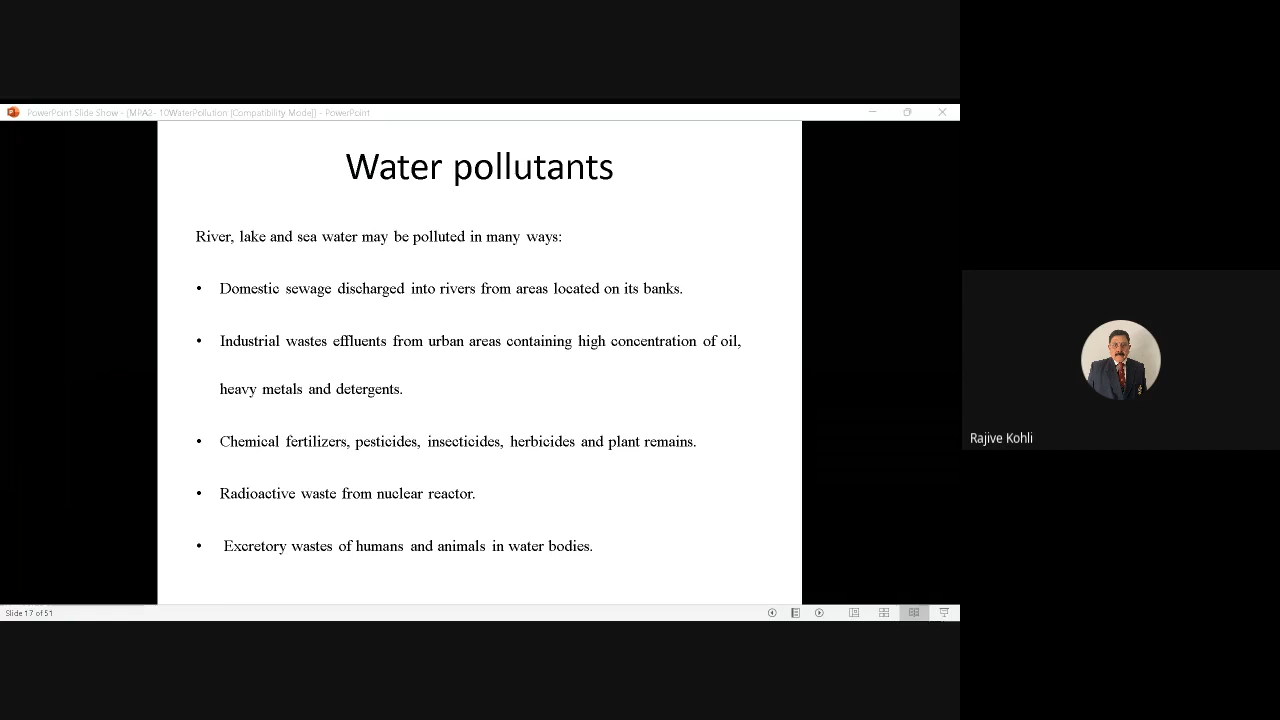 PowerPoint Slide Show - [MPA2- 10WaterPollution [Compatibility Mode]] - PowerPoint
Water pollutants
River, lake and sea water may be polluted in many ways:
• Domestic sewage discharged into rivers from areas located on its banks.
• Industrial wastes effluents from urban areas containing high concentration of oil,
heavy metals and detergents.
• Chemical fertilizers, pesticides, insecticides, herbicides and plant remains.
• Radioactive waste from nuclear reactor.
• Excretory wastes of humans and animals in water bodies.
Slide 17 of 51
Rajive Kohli